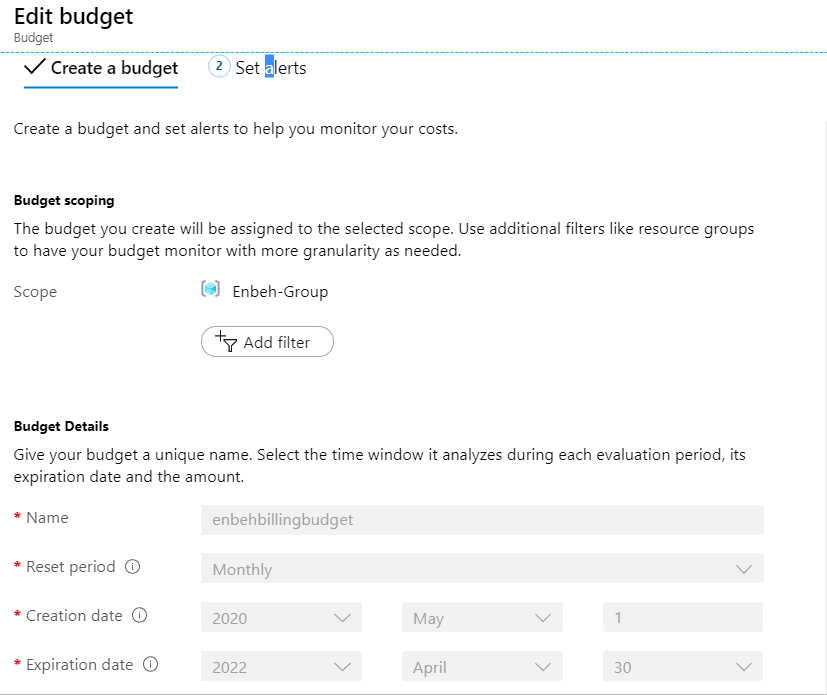 Edit budget
Budget
Create a budget
2 Set alerts
Create a budget and set alerts to help you monitor your costs.
Budget scoping
The budget you create will be assigned to the selected scope. Use additional filters like resource groups
to have your budget monitor with more granularity as needed.
Scope Enbeh-Group
Add filter
Budget Details
Give your budget a unique name. Select the time window it analyzes during each evaluation period, its
expiration date and the amount.
* Name enbehbillingbudget
* Reset period Monthly
* Creation date 2020 May 1
* Expiration date 2022 April 30